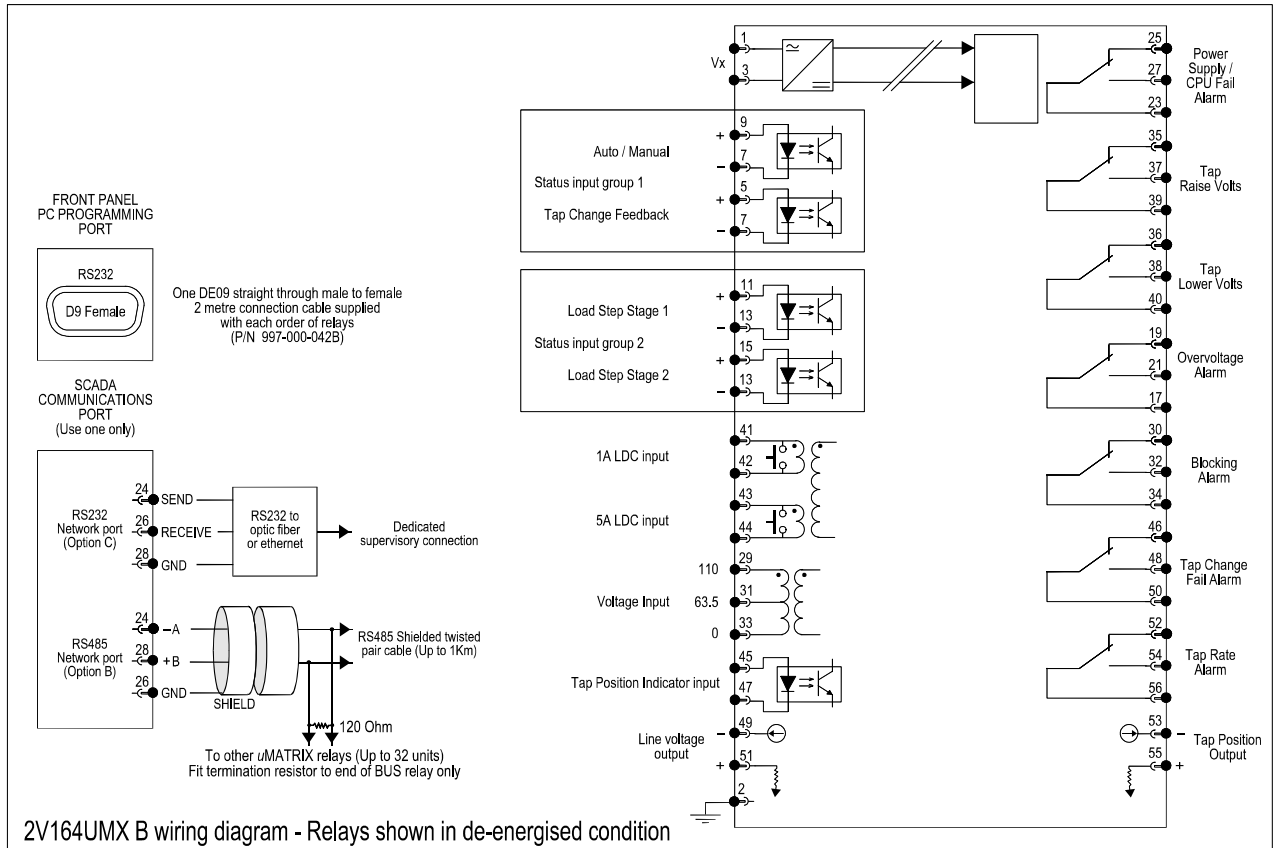 FRONT PANEL
PC PROGRAMMING
PORT
RS232
D9 Female
One DE09 straight through male to female
2 metre connection cable supplied
with each order of relays
(P/N 997-000-042B)
SCADA
COMMUNICATIONS
PORT
(Use one only)
RS232
Network port
(Option C)
24
SEND
26
RECEIVE
28
GND
RS232 to
optic fiber
or ethernet
Dedicated
supervisory connection
RS485
Network port
(Option B)
24
–A
28
+B
26
GND
SHIELD
RS485 Shielded twisted
pair cable (Up to 1Km)
120 Ohm
To other uMATRIX relays (Up to 32 units)
Fit termination resistor to end of BUS relay only
Vx
1
3
Auto / Manual
+ 9
– 7
Status input group 1
Tap Change Feedback
+ 5
– 7
Load Step Stage 1
+ 11
– 13
Status input group 2
Load Step Stage 2
+ 15
– 13
1A LDC input
41
42
5A LDC input
43
44
Voltage Input
110 29
63.5 31
0 33
Tap Position Indicator input
45
47
Line voltage
output
– 49
+ 51
2
25
27
23
Power
Supply /
CPU Fail
Alarm
35
37
39
Tap
Raise Volts
36
38
40
Tap
Lower Volts
19
21
17
Overvoltage
Alarm
30
32
34
Blocking
Alarm
46
48
50
Tap Change
Fail Alarm
52
54
56
Tap Rate
Alarm
53 –
55 +
Tap Position
Output
2V164UMX B wiring diagram - Relays shown in de-energised condition